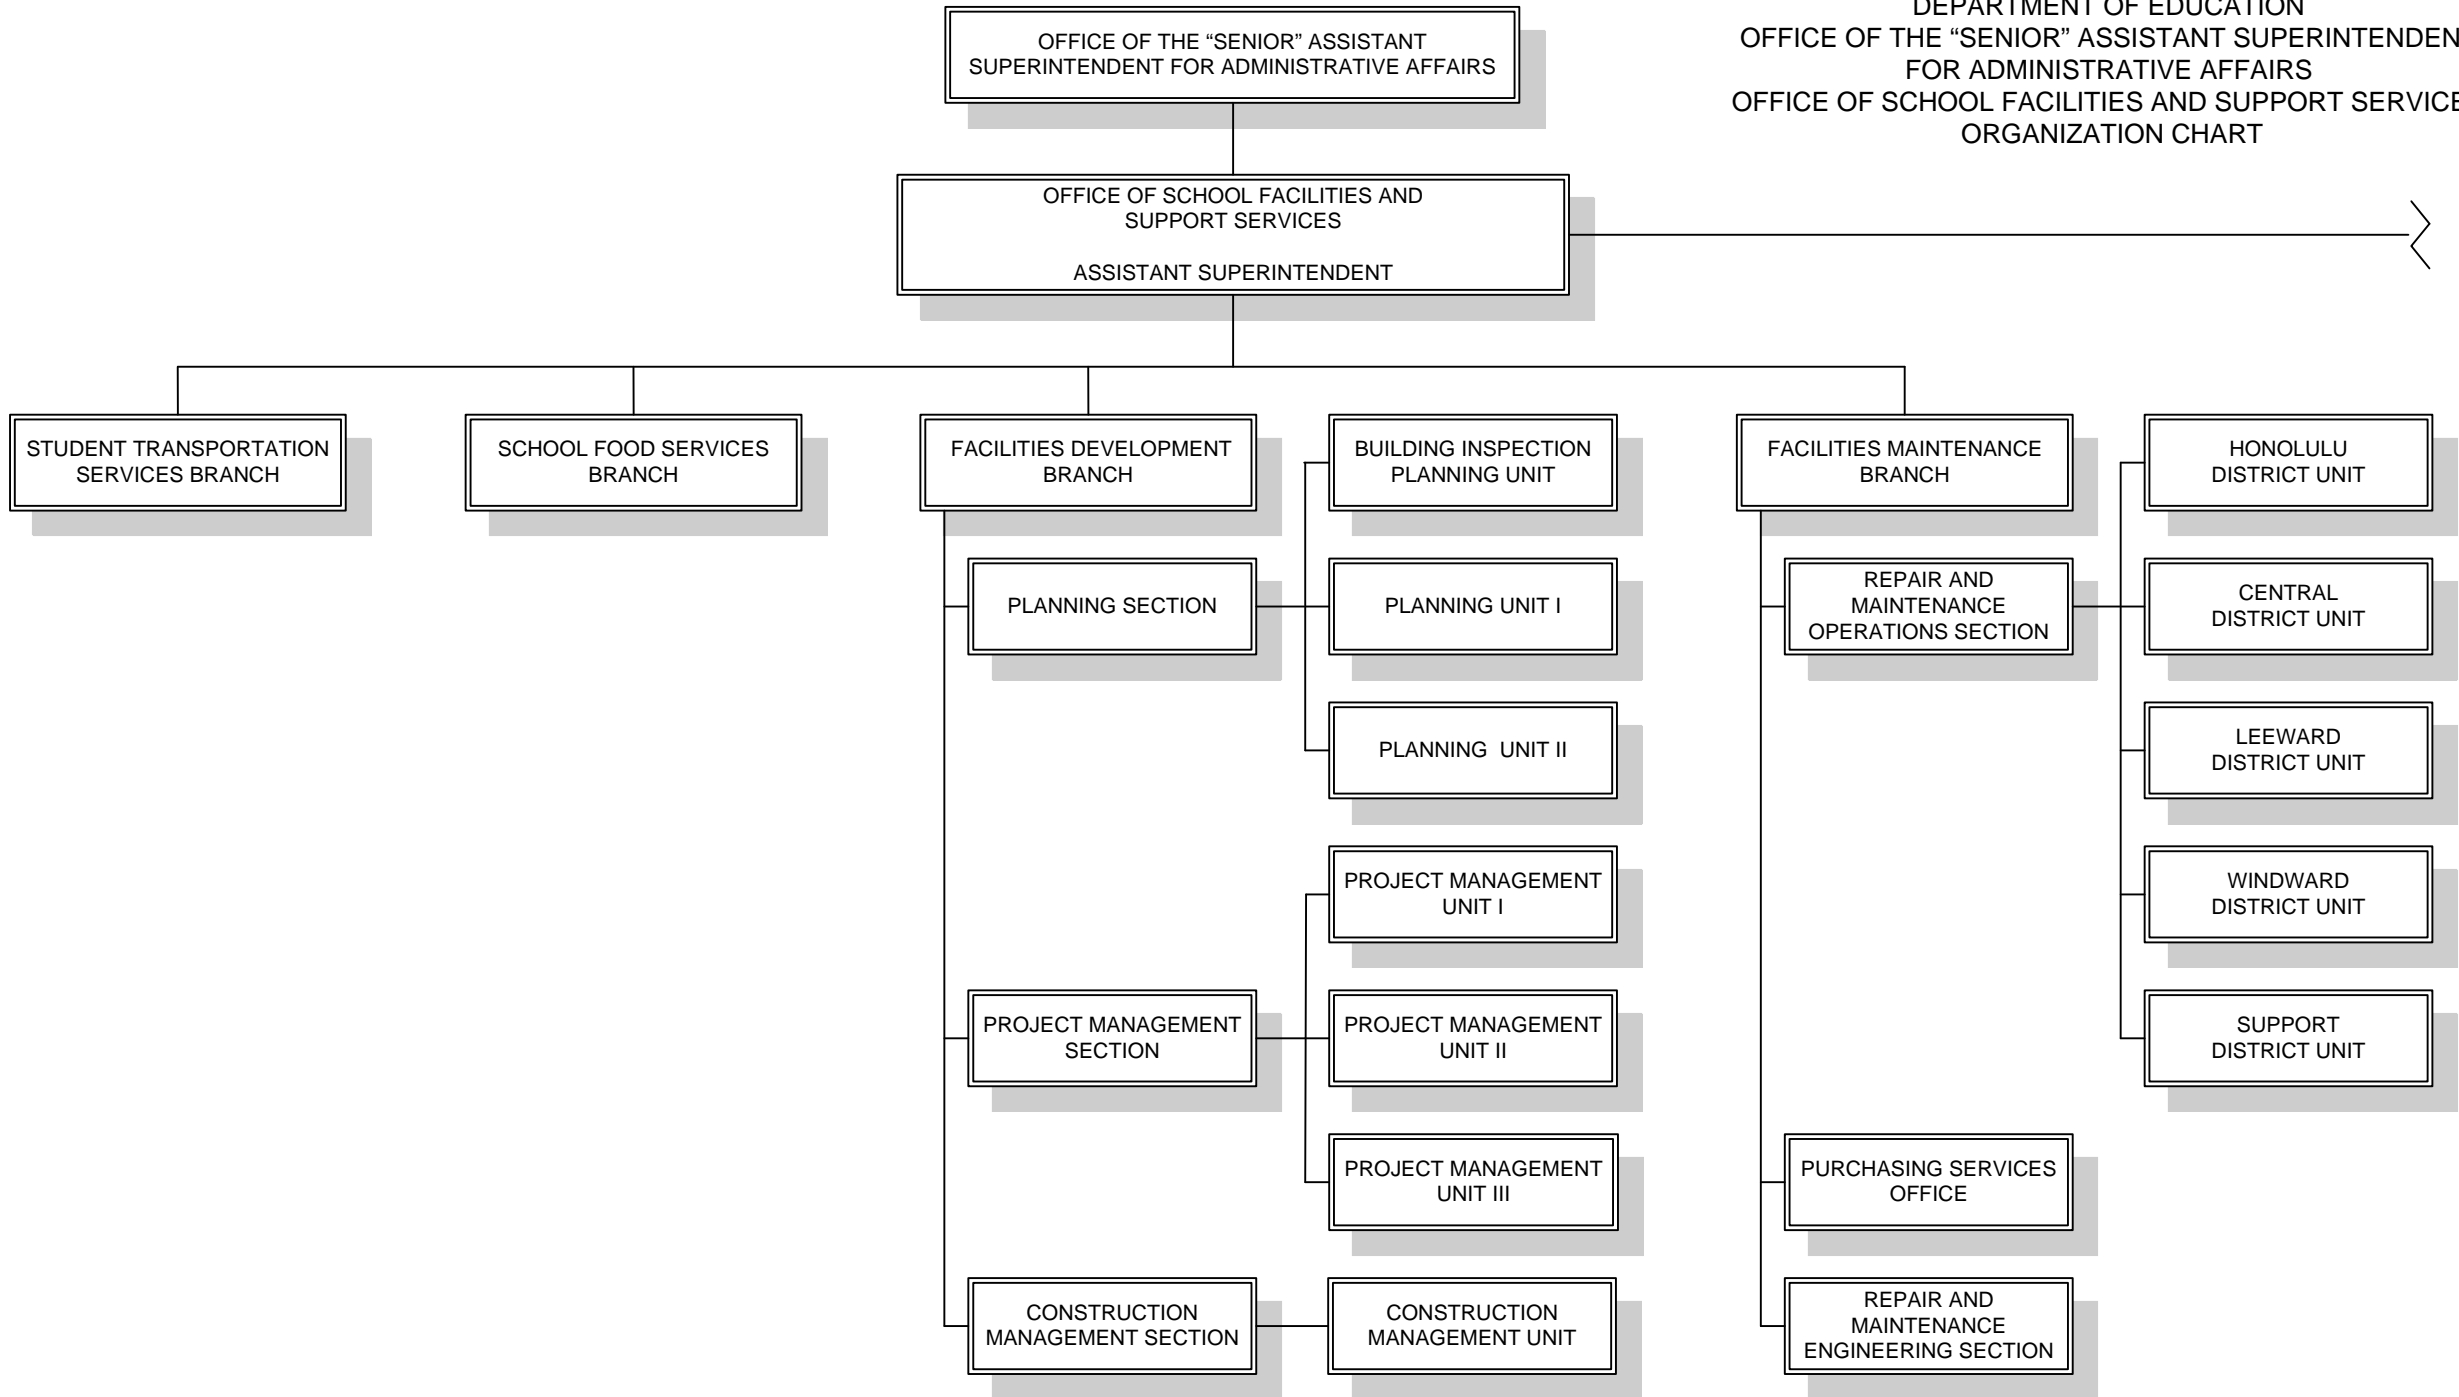 DEPARTMENT OF EDUCATION
OFFICE OF THE “SENIOR” ASSISTANT SUPERINTENDEN
FOR ADMINISTRATIVE AFFAIRS
OFFICE OF SCHOOL FACILITIES AND SUPPORT SERVICE
ORGANIZATION CHART
OFFICE OF THE “SENIOR” ASSISTANT
SUPERINTENDENT FOR ADMINISTRATIVE AFFAIRS
OFFICE OF SCHOOL FACILITIES AND
SUPPORT SERVICES
ASSISTANT SUPERINTENDENT
STUDENT TRANSPORTATION
SERVICES BRANCH
SCHOOL FOOD SERVICES
BRANCH
FACILITIES DEVELOPMENT
BRANCH
BUILDING INSPECTION
PLANNING UNIT
PLANNING SECTION
PLANNING UNIT I
PLANNING UNIT II
PROJECT MANAGEMENT
UNIT I
PROJECT MANAGEMENT
SECTION
PROJECT MANAGEMENT
UNIT II
PROJECT MANAGEMENT
UNIT III
CONSTRUCTION
MANAGEMENT SECTION
CONSTRUCTION
MANAGEMENT UNIT
FACILITIES MAINTENANCE
BRANCH
HONOLULU
DISTRICT UNIT
REPAIR AND
MAINTENANCE
OPERATIONS SECTION
CENTRAL
DISTRICT UNIT
LEEWARD
DISTRICT UNIT
WINDWARD
DISTRICT UNIT
SUPPORT
DISTRICT UNIT
PURCHASING SERVICES
OFFICE
REPAIR AND
MAINTENANCE
ENGINEERING SECTION